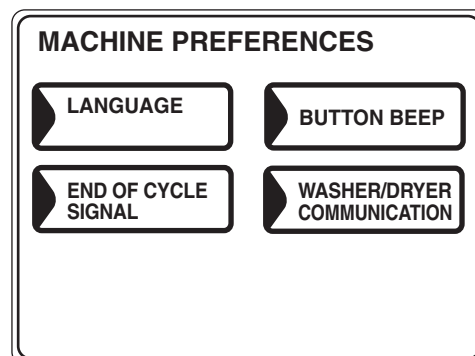 MACHINE PREFERENCES
LANGUAGE
BUTTON BEEP
END OF CYCLE
SIGNAL
WASHER/DRYER
COMMUNICATION